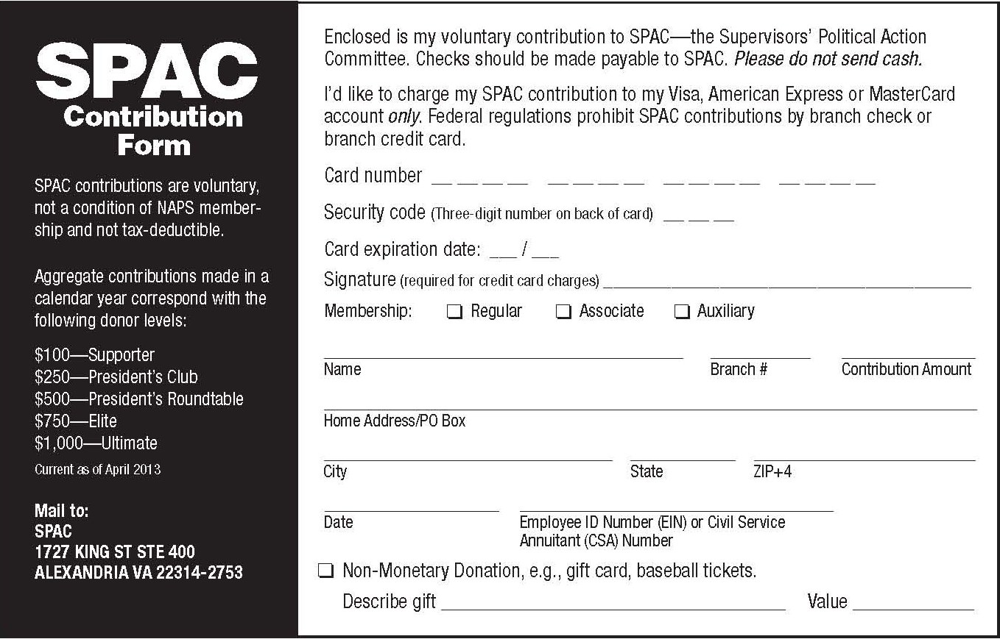 SPAC
Contribution
Form
SPAC contributions are voluntary,
not a condition of NAPS member-
ship and not tax-deductible.
Aggregate contributions made in a
calendar year correspond with the
following donor levels:
$100—Supporter
$250—President’s Club
$500—President’s Roundtable
$750—Elite
$1,000—Ultimate
Current as of April 2013
Mail to:
SPAC
1727 KING ST STE 400
ALEXANDRIA VA 22314-2753
Enclosed is my voluntary contribution to SPAC—the Supervisors’ Political Action
Committee. Checks should be made payable to SPAC. Please do not send cash.
I’d like to charge my SPAC contribution to my Visa, American Express or MasterCard
account only. Federal regulations prohibit SPAC contributions by branch check or
branch credit card.
Card number __ __ __ __ __ __ __ __ __ __ __ __ __ __ __ __
Security code (Three-digit number on back of card) __ __ __
Card expiration date: ___ / ___
Signature (required for credit card charges) ______________________________________
Membership: ❏ Regular ❏ Associate ❏ Auxiliary
Name Branch # Contribution Amount
Home Address/PO Box
City State ZIP+4
Date Employee ID Number (EIN) or Civil Service
Annuitant (CSA) Number
❏ Non-Monetary Donation, e.g., gift card, baseball tickets.
Describe gift ___________________________________ Value ____________